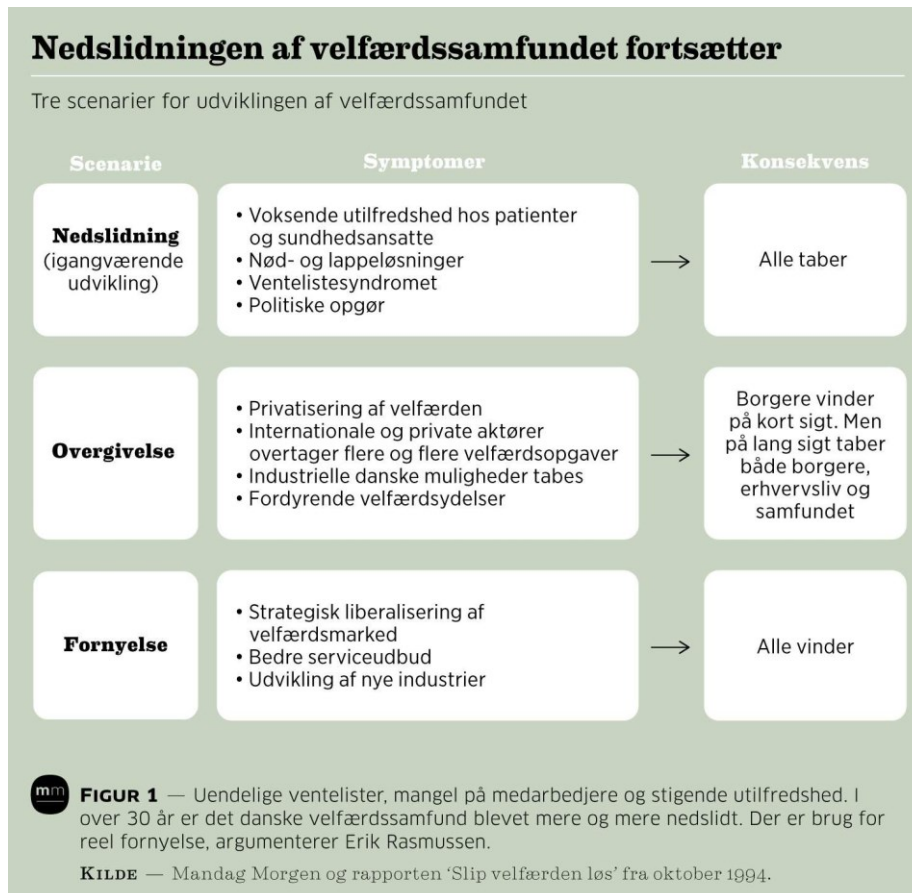 Nedslidningen af velfærdssamfundet fortsætter
Tre scenarier for udviklingen af velfærdssamfundet
Scenarie
Symptomer
Konsekvens
Nedslidning
(igangværende
udvikling)
• Voksende utilfredshed hos patienter
og sundhedsansatte
• Nød- og lappeløsninger
• Ventelistesyndromet
• Politiske opgør
→
Alle taber
Overgivelse
• Privatisering af velfærden
• Internationale og private aktører
overtager flere og flere velfærdsopgaver
• Industrielle danske muligheder tabes
• Fordyrende velfærdsydelser
→
Borgere vinder
på kort sigt. Men
på lang sigt taber
både borgere,
erhvervsliv og
samfundet
Fornyelse
• Strategisk liberalisering af
velfærdsmarked
• Bedre serviceudbud
• Udvikling af nye industrier
→
Alle vinder
mm
FIGUR 1 — Uendelige ventelister, mangel på medarbedjere og stigende utilfredshed. I
over 30 år er det danske velfærdssamfund blevet mere og mere nedslidt. Der er brug for
reel fornyelse, argumenterer Erik Rasmussen.
KILDE — Mandag Morgen og rapporten ‘Slip velfærden løs’ fra oktober 1994.